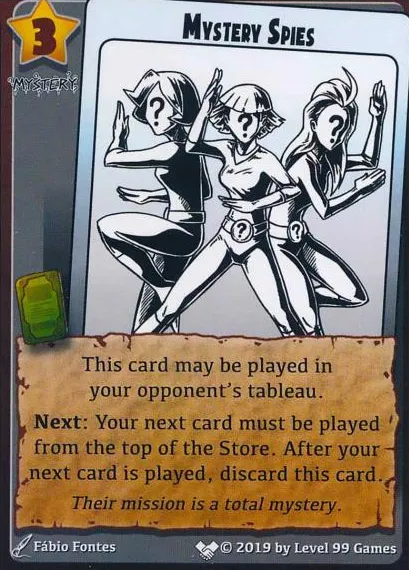 Mystery Spies
3
MYSTERY
?
?
?
?
?
This card may be played in
your opponent's tableau.
Next: Your next card must be played
from the top of the Store. After your
next card is played, discard this card.
Their mission is a total mystery.
Fábio Fontes
© 2019 by Level 99 Games